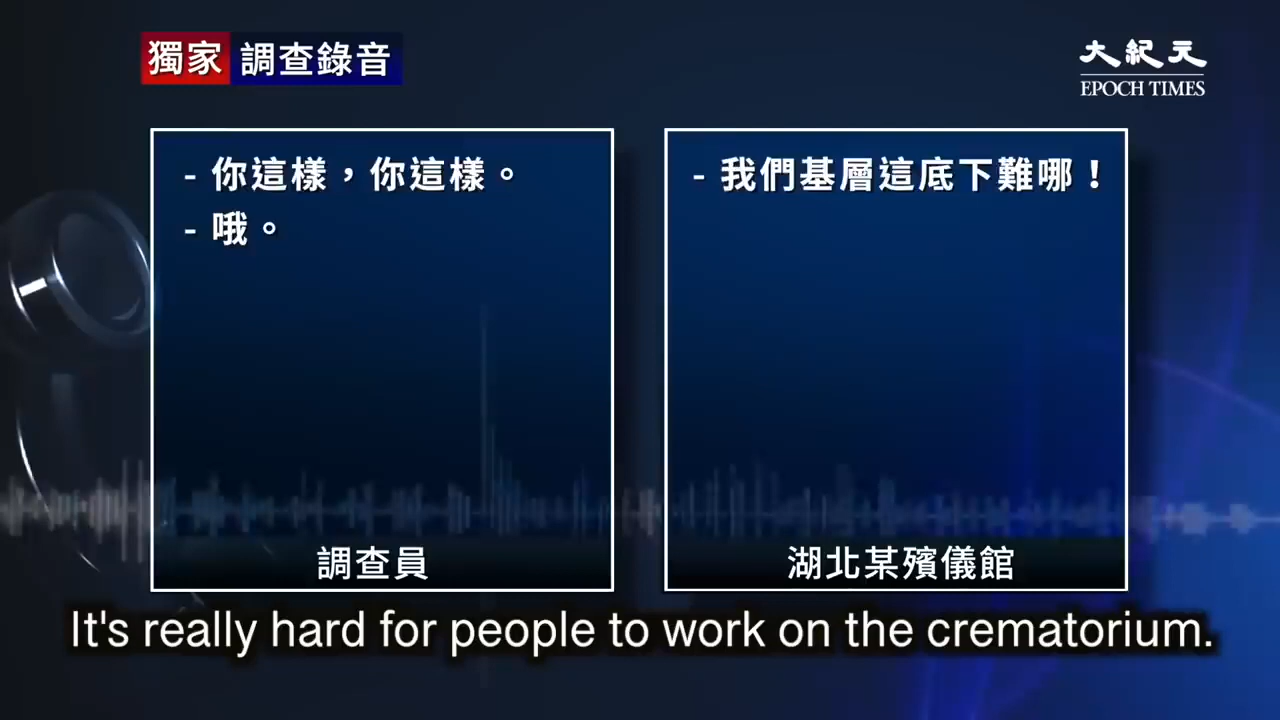 獨家 調查錄音
大紀元
EPOCH TIMES
- 你這樣，你這樣。
- 哦。
- 我們基層這底下難哪！
調查員
湖北某殯儀館
It's really hard for people to work on the crematorium.